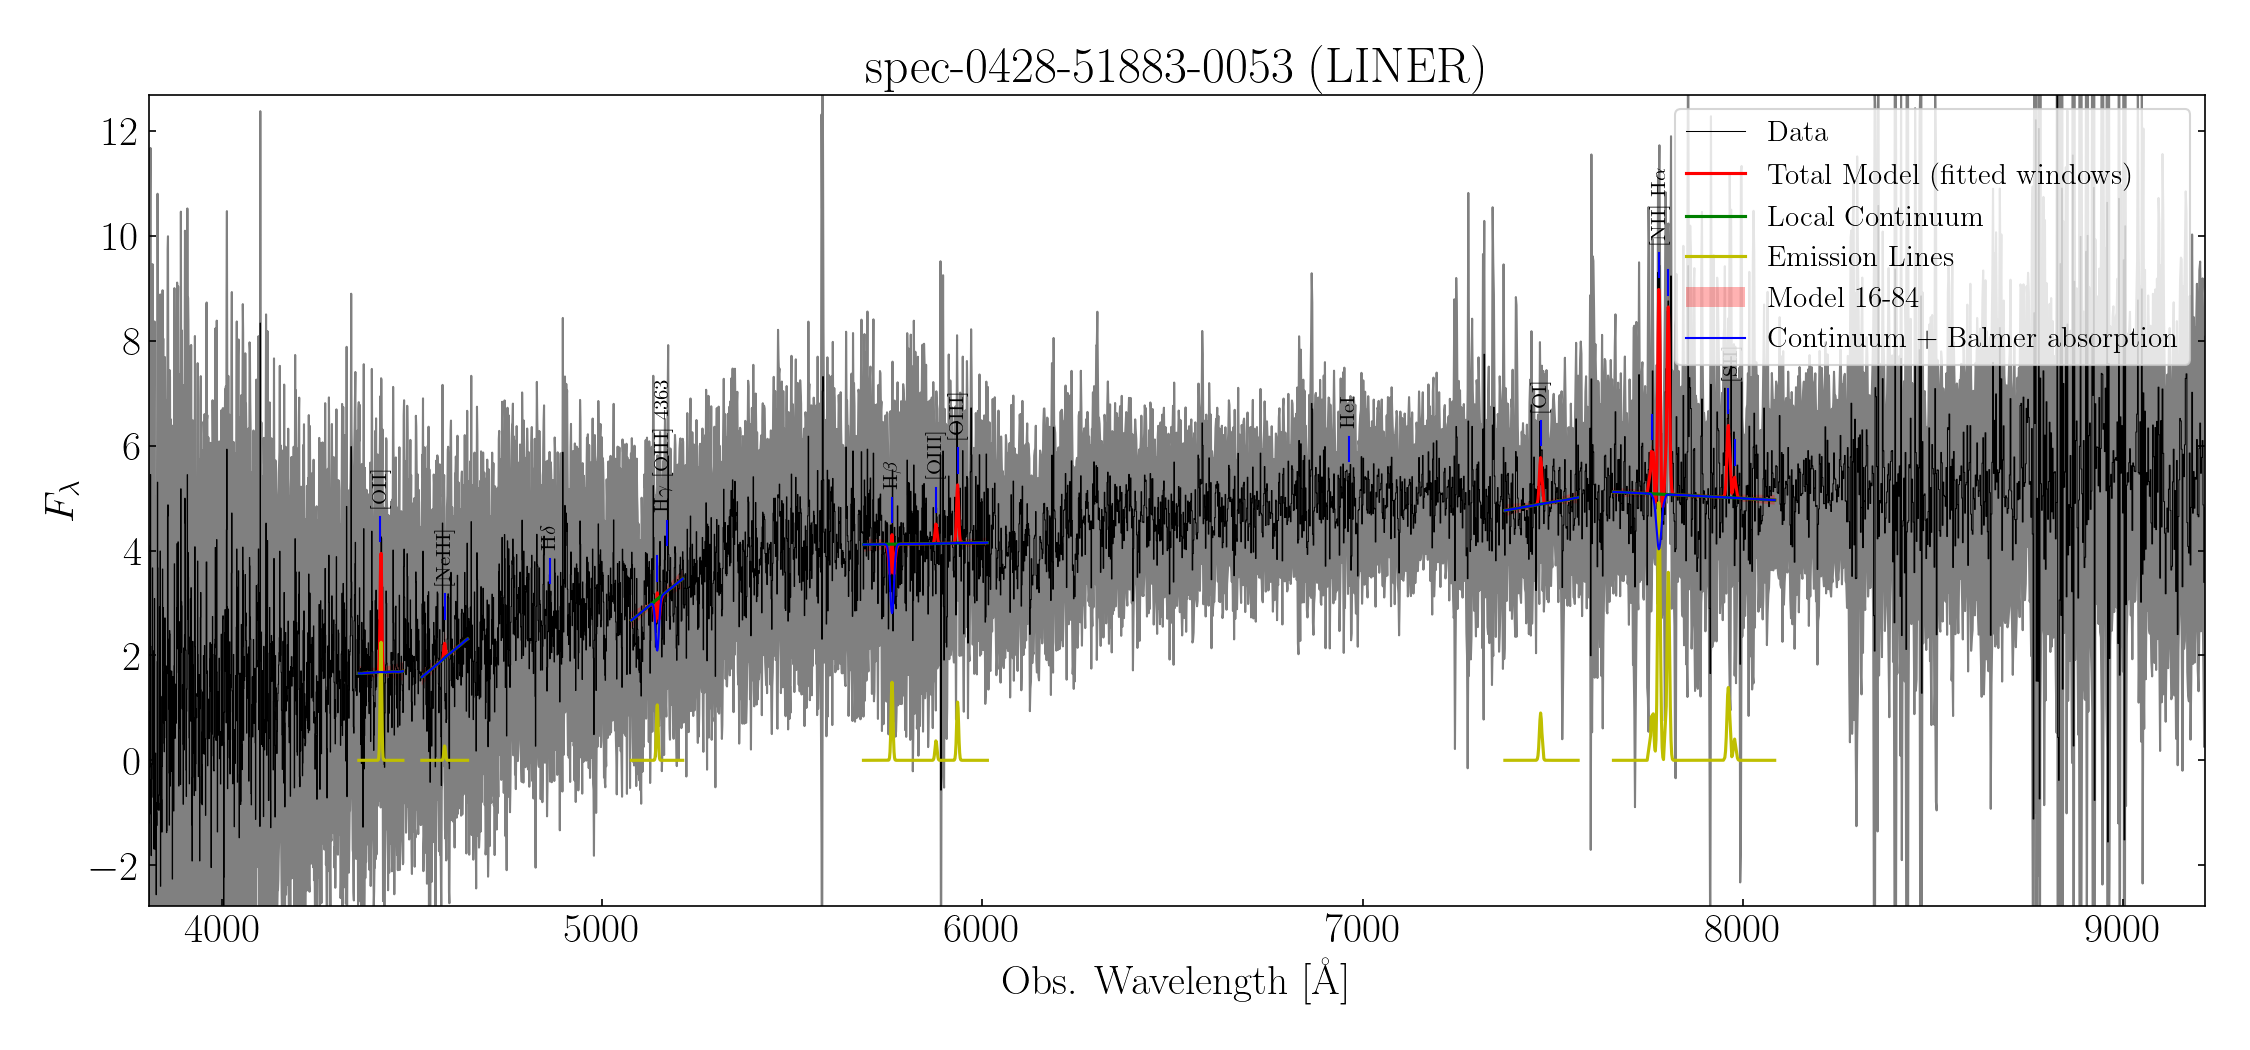 spec-0428-51883-0053 (LINER)
12
10
8
6
4
2
0
−2
Fλ
4000
5000
6000
7000
8000
9000
Obs. Wavelength [Å]
Data
Total Model (fitted windows)
Local Continuum
Emission Lines
Model 16-84
Continuum + Balmer absorption
[OII]
[NeIII]
Hδ
Hγ [OIII] 4363
Hβ
[OIII]
[OIII]
HeI
[OI]
[NII] Hα